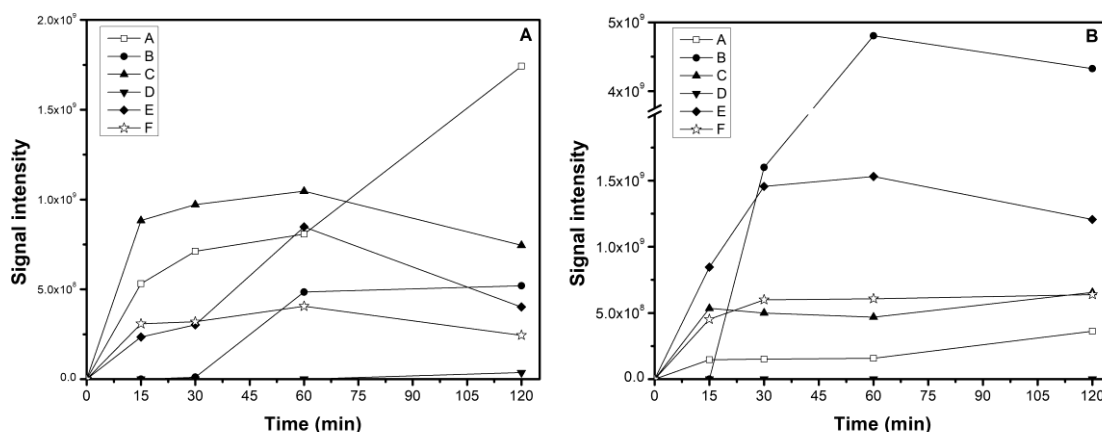 A
A
B
C
D
E
F
2.0x10⁹
1.5x10⁹
1.0x10⁹
5.0x10⁸
0.0
Signal intensity
0 15 30 45 60 75 90 105 120
Time (min)
B
A
B
C
D
E
F
5x10⁹
4x10⁹
1.5x10⁹
1.0x10⁹
5.0x10⁸
0.0
Signal intensity
0 15 30 45 60 75 90 105 120
Time (min)